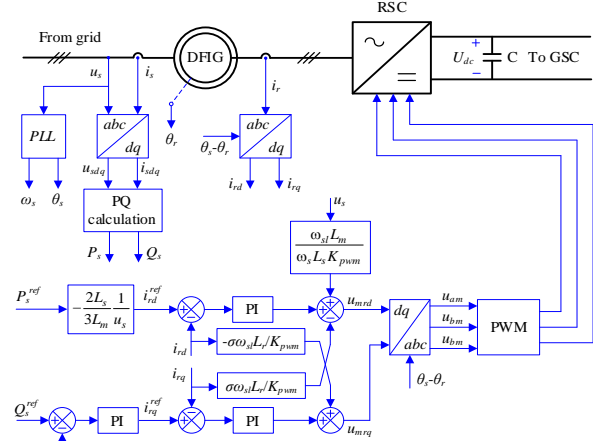 RSC
From grid
DFIG
U_dc
+
−
C
To GSC
u_s
i_s
i_r
PLL
abc
dq
θ_r
θ_s-θ_r
abc
dq
u_sdq
i_sdq
i_rd
i_rq
ω_s
θ_s
PQ
calculation
u_s
P_s
Q_s
ω_sl L_m
ω_s L_s K_pwm
P_s^ref
-2L_s 1
3L_m u_s
i_rd^ref
+
−
PI
+
+
−
u_mrd
dq
abc
u_am
u_bm
u_bm
PWM
i_rd
-σω_sl L_r/K_pwm
i_rq
σω_sl L_r/K_pwm
θ_s-θ_r
Q_s^ref
+
−
PI
i_rq^ref
+
−
PI
+
+
u_mrq